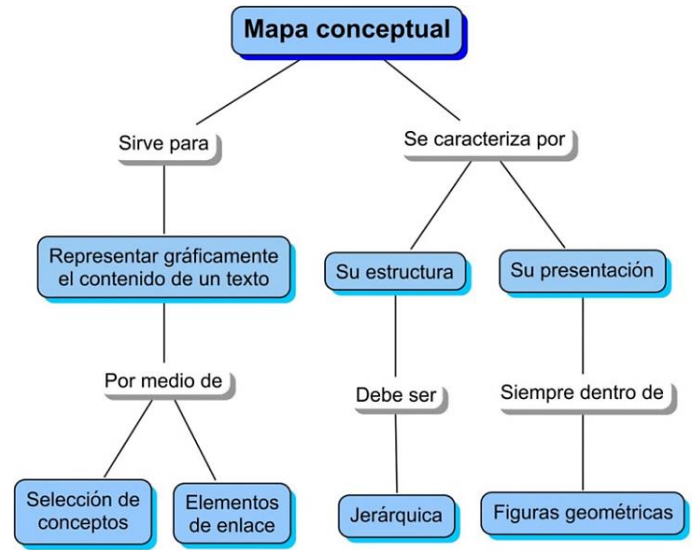 Mapa conceptual
Sirve para
Se caracteriza por
Representar gráficamente
el contenido de un texto
Su estructura
Su presentación
Por medio de
Debe ser
Siempre dentro de
Selección de
conceptos
Elementos
de enlace
Jerárquica
Figuras geométricas